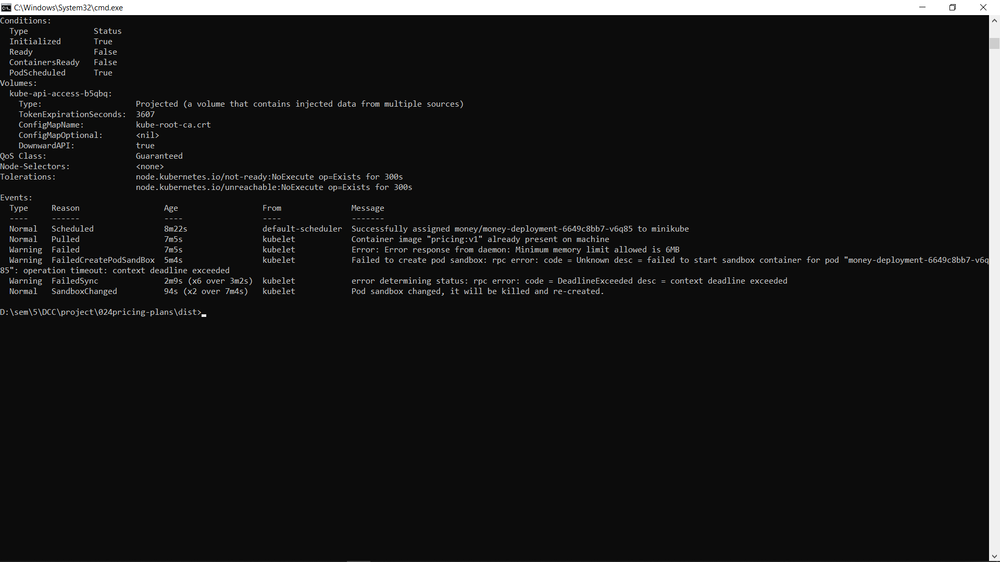 C:\Windows\System32\cmd.exe
Conditions:
  Type              Status
  Initialized       True
  Ready             False
  ContainersReady   False
  PodScheduled      True
Volumes:
  kube-api-access-b5qbq:
    Type:                    Projected (a volume that contains injected data from multiple sources)
    TokenExpirationSeconds:  3607
    ConfigMapName:           kube-root-ca.crt
    ConfigMapOptional:       <nil>
    DownwardAPI:             true
QoS Class:                   Guaranteed
Node-Selectors:              <none>
Tolerations:                 node.kubernetes.io/not-ready:NoExecute op=Exists for 300s
                             node.kubernetes.io/unreachable:NoExecute op=Exists for 300s
Events:
  Type     Reason                  Age                  From               Message
  ----     ------                  ----                 ----               -------
  Normal   Scheduled               8m22s                default-scheduler  Successfully assigned money/money-deployment-6649c8bb7-v6q85 to minikube
  Normal   Pulled                  7m5s                 kubelet            Container image "pricing:v1" already present on machine
  Warning  Failed                  7m5s                 kubelet            Error: Error response from daemon: Minimum memory limit allowed is 6MB
  Warning  FailedCreatePodSandBox  5m4s                 kubelet            Failed to create pod sandbox: rpc error: code = Unknown desc = failed to start sandbox container for pod "money-deployment-6649c8bb7-v6q
85": operation timeout: context deadline exceeded
  Warning  FailedSync              2m9s (x6 over 3m2s)  kubelet            error determining status: rpc error: code = DeadlineExceeded desc = context deadline exceeded
  Normal   SandboxChanged          94s (x2 over 7m4s)   kubelet            Pod sandbox changed, it will be killed and re-created.
D:\sem\5\DCC\project\024pricing-plans\dist>